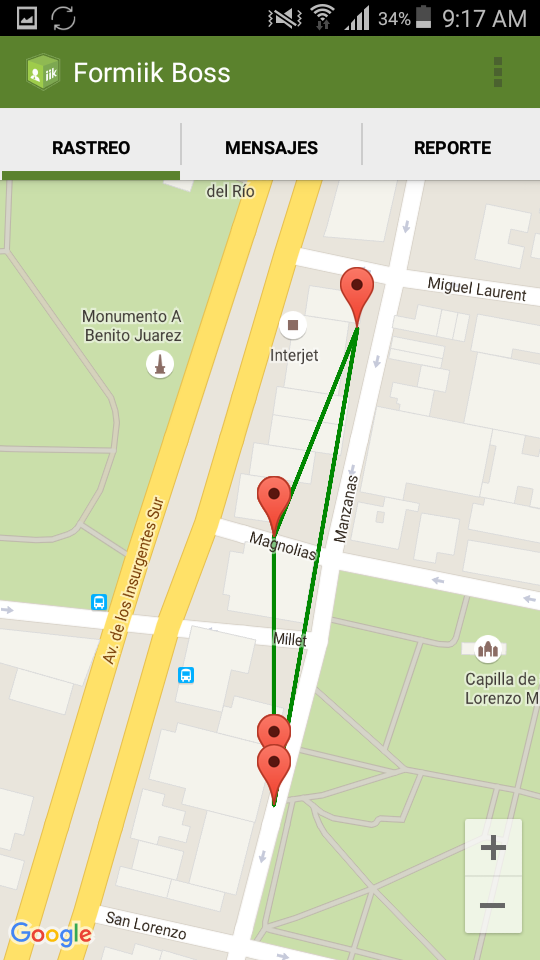 34% 9:17 AM
iik Formiik Boss
RASTREO MENSAJES REPORTE
del Río
Miguel Laurent
Monumento A
Benito Juarez
Interjet
Manzanas
Magnolias
Av. de los Insurgentes Sur
Millet
Capilla de
Lorenzo M
+
−
San Lorenzo
Google